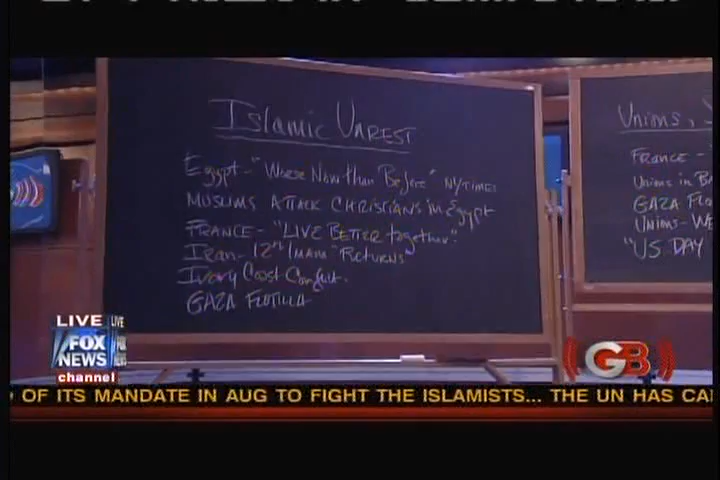 Islamic UNREST
Egypt - "Worse Now than Before" NYTIMES
MUSLIMS ATTACK CHRISTIANS in Egypt
FRANCE - "LIVE BETTER together".
Iran - 12th IMAM "Returns"
Ivory Coast Conflict.
GAZA FLOTILLA
Unions,
FRANCE -
Unions in
GAZA FLO
Unions - WE
"US DAY
LIVE
LIVE
FOX
NEWS
channel
GB
OF ITS MANDATE IN AUG TO FIGHT THE ISLAMISTS... THE UN HAS CA